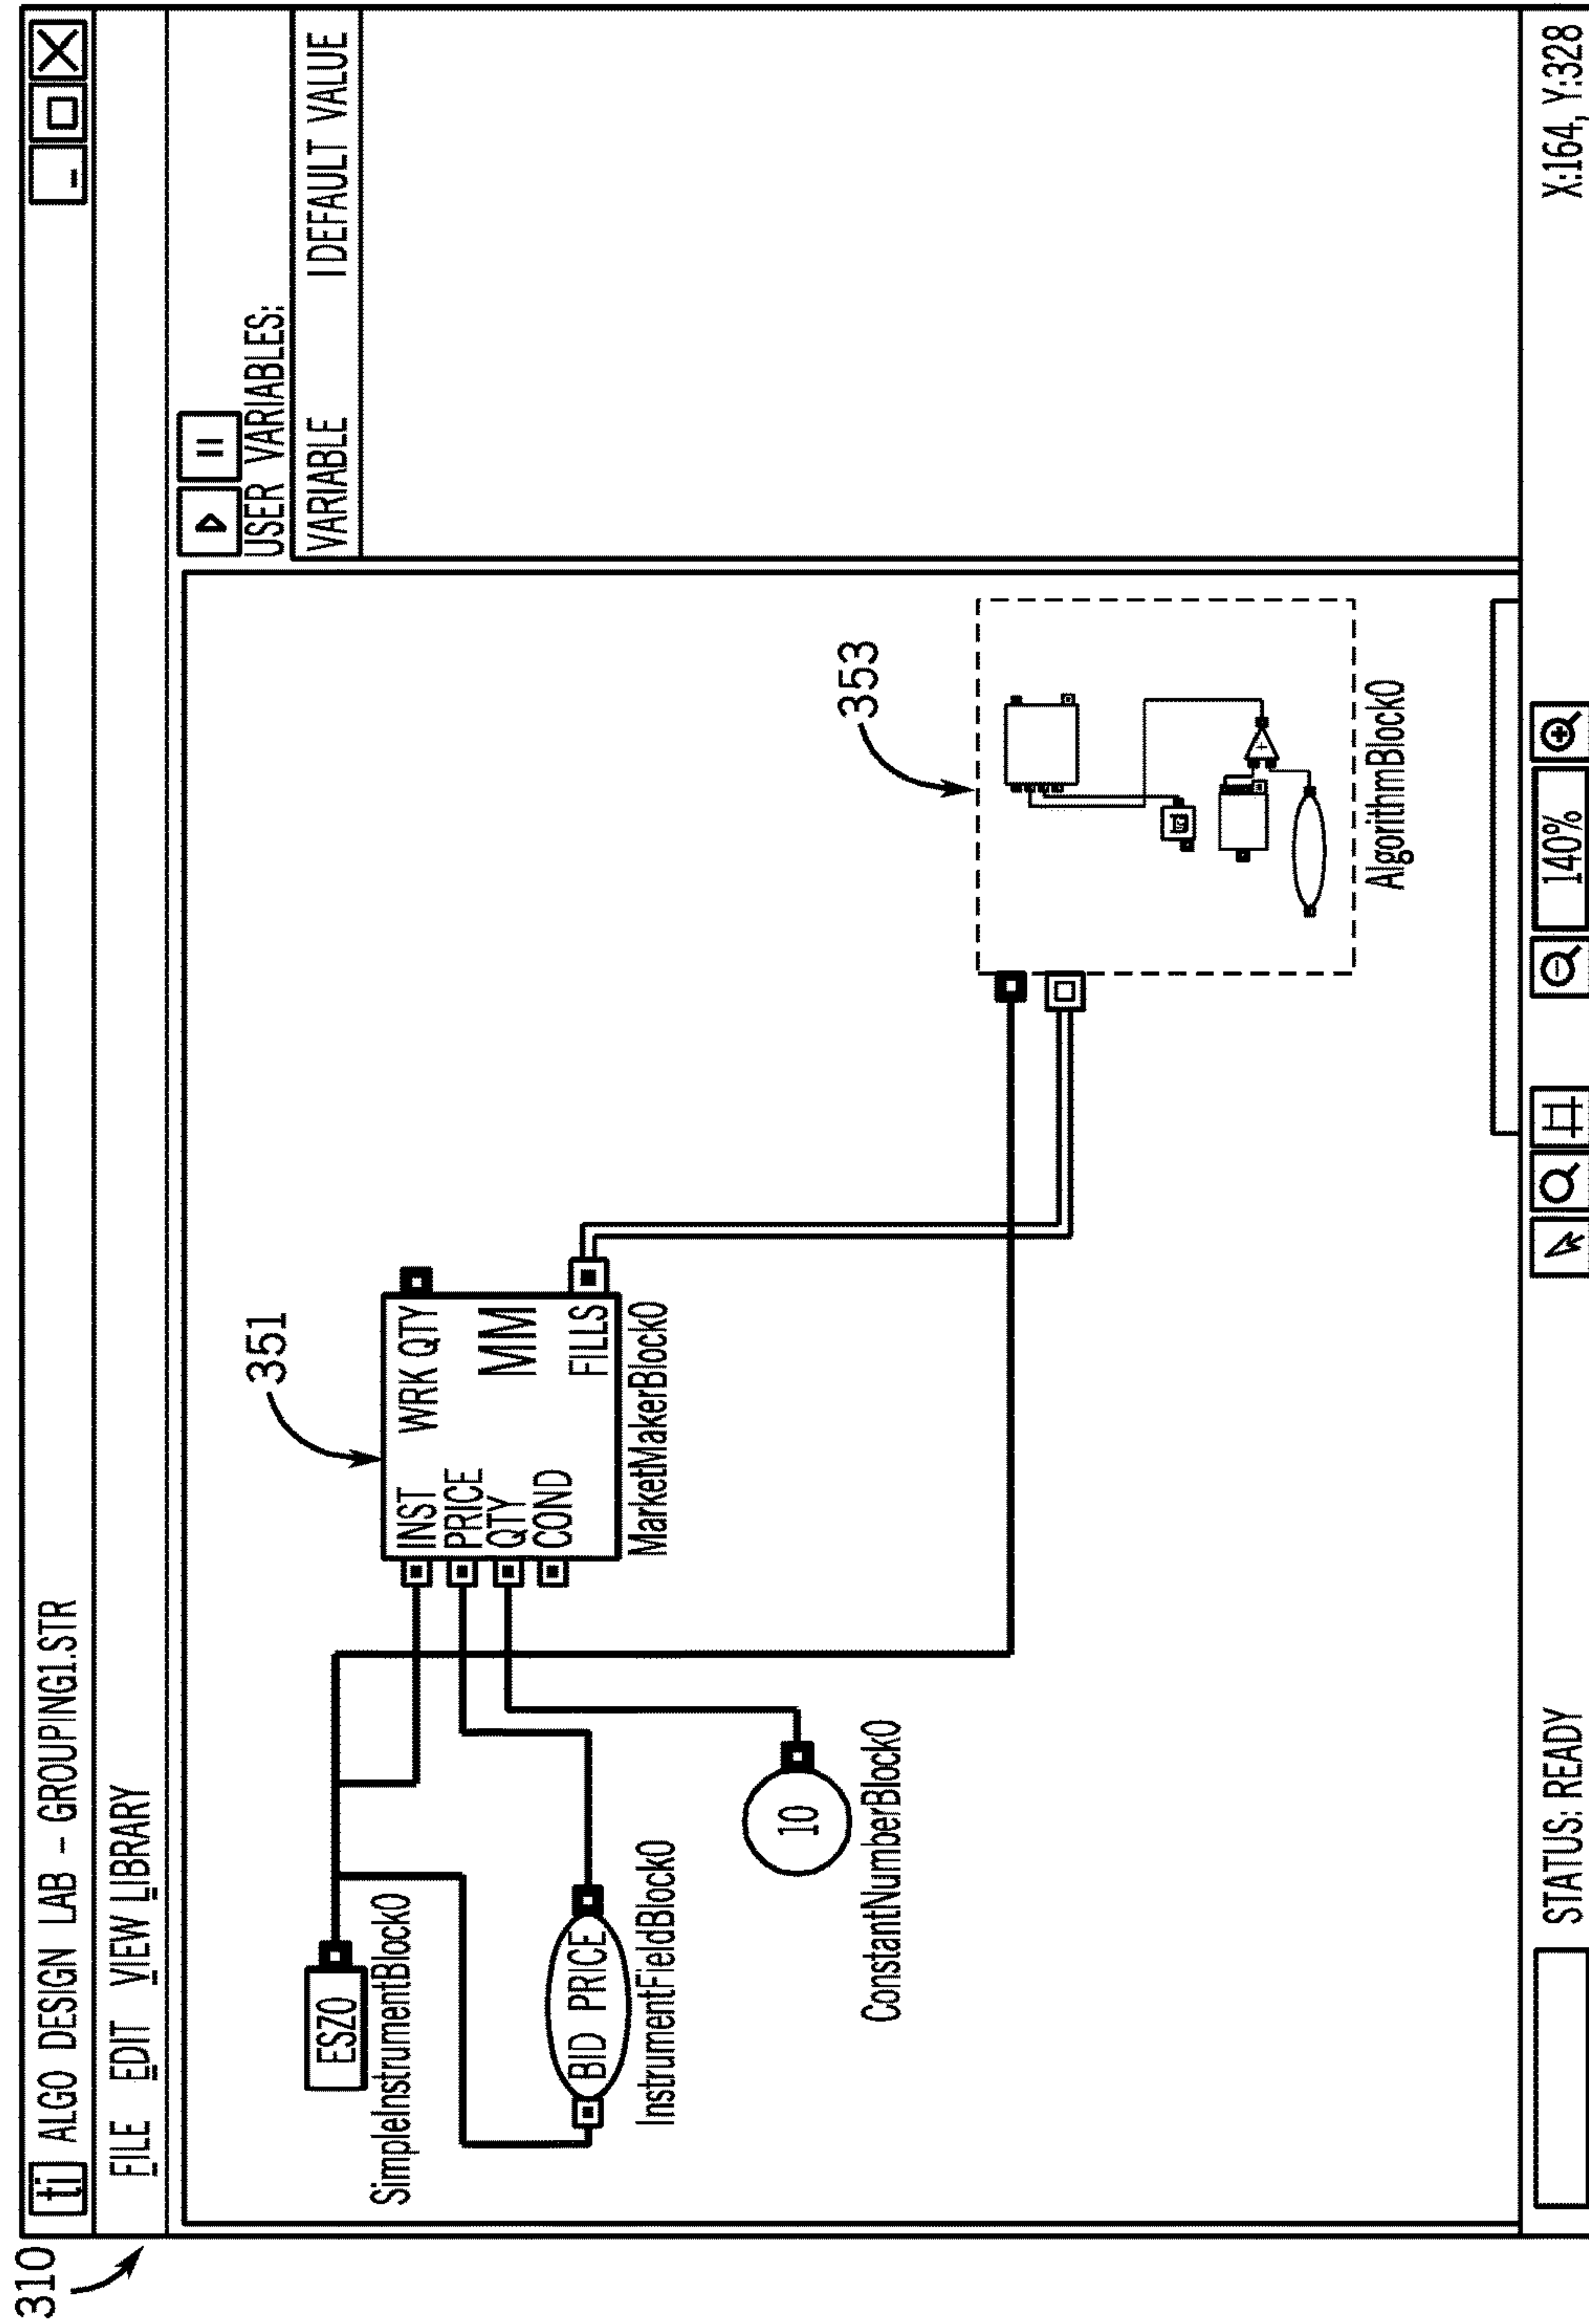 310
ti ALGO DESIGN LAB – GROUPING1.STR
FILE EDIT VIEW LIBRARY
USER VARIABLES:
VARIABLE | DEFAULT VALUE
ESZ0
SimpleInstrumentBlock0
BID PRICE
InstrumentFieldBlock0
10
ConstantNumberBlock0
351
INST WRK QTY
PRICE
QTY MM
COND FILLS
MarketMakerBlock0
353
+
AlgorithmBlock0
STATUS: READY
140%
X:164, Y:328